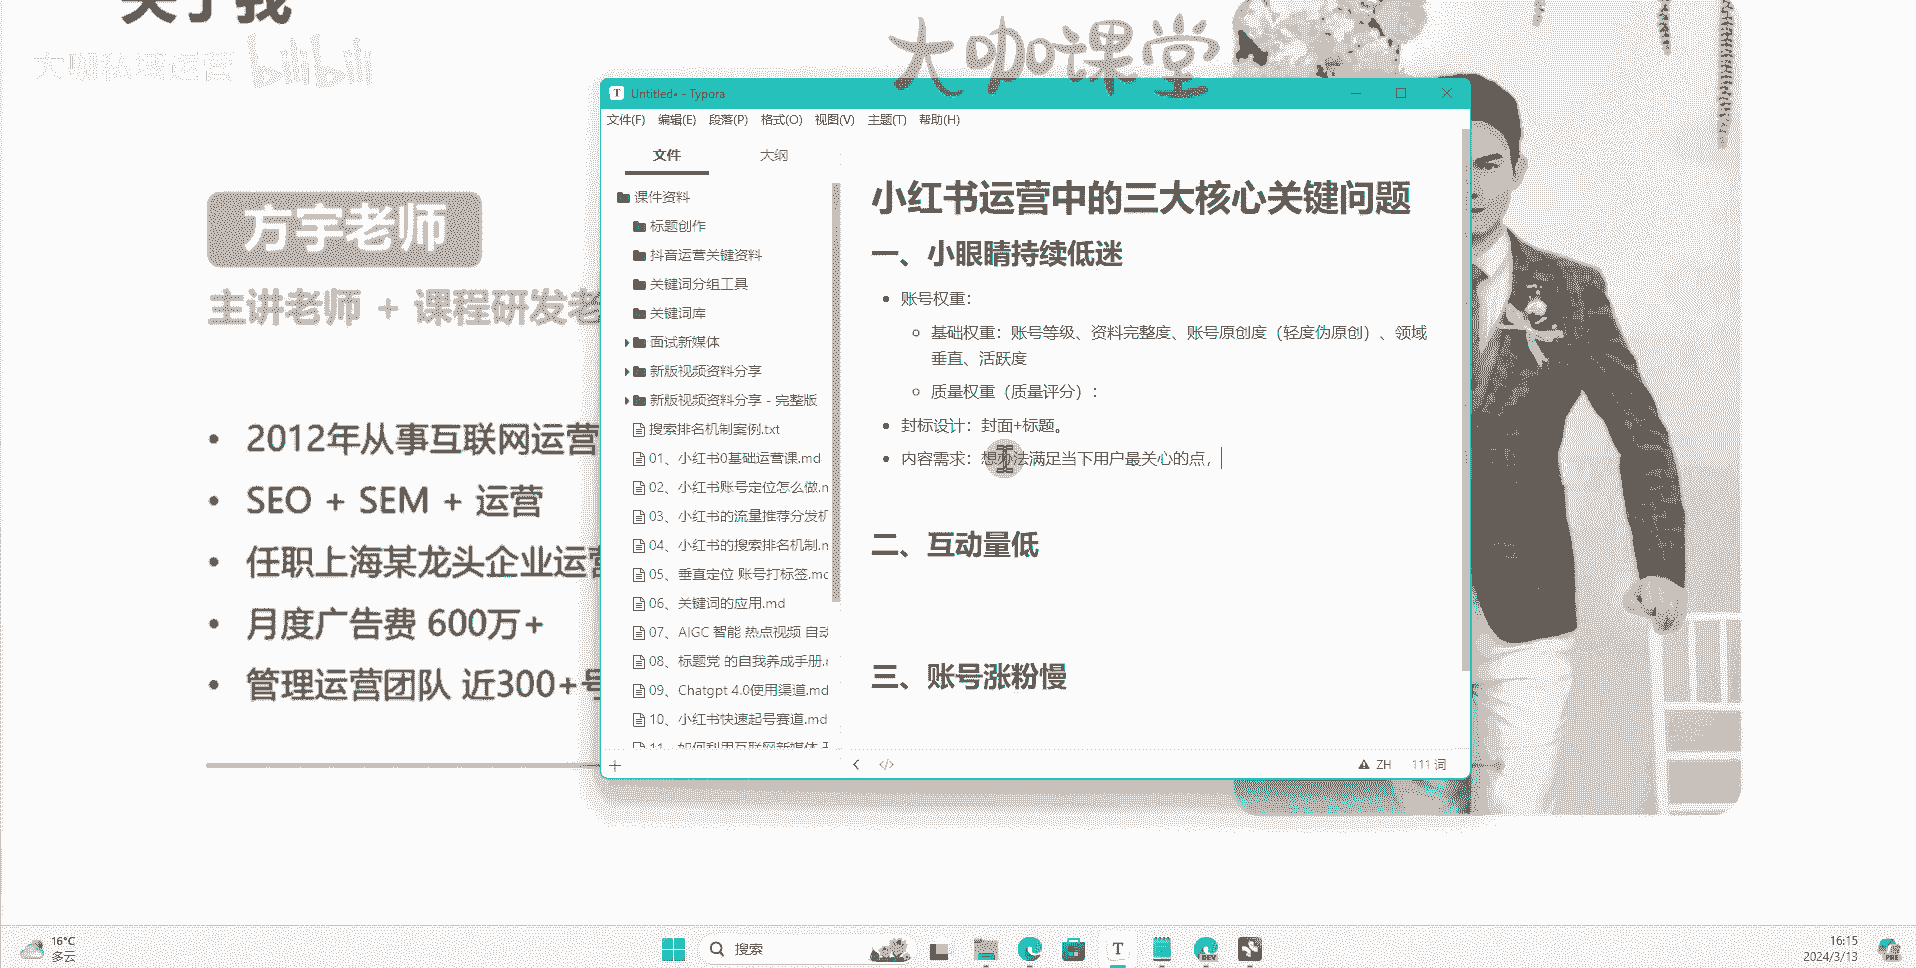 关于我
大咖私域运营 bilibili
大咖课堂
方宇老师
主讲老师 + 课程研发老
2012年从事互联网运营
SEO + SEM + 运营
任职上海某龙头企业运营
月度广告费 600万+
管理运营团队 近300+号
Untitled• - Typora
文件(F) 编辑(E) 段落(P) 格式(O) 视图(V) 主题(T) 帮助(H)
文件 大纲
课件资料
标题创作
抖音运营关键资料
关键词分组工具
关键词库
面试新媒体
新版视频资料分享
新版视频资料分享 - 完整版
搜索排名机制案例.txt
01、小红书0基础运营课.md
02、小红书账号定位怎么做.m
03、小红书的流量推荐分发机
04、小红书的搜索排名机制.m
05、垂直定位 账号打标签.md
06、关键词的应用.md
07、AIGC 智能 热点视频 自动
08、标题党 的自我养成手册.
09、Chatgpt 4.0使用渠道.md
10、小红书快速起号赛道.md
11、如何利用互联网新媒体
小红书运营中的三大核心关键问题
一、小眼睛持续低迷
账号权重：
基础权重：账号等级、资料完整度、账号原创度（轻度伪原创）、领域
垂直、活跃度
质量权重（质量评分）：
封标设计：封面+标题。
内容需求：想办法满足当下用户最关心的点，
二、互动量低
三、账号涨粉慢
ZH 111 词
16°C
多云
搜索
T
DEV
16:15
2024/3/13
PRE